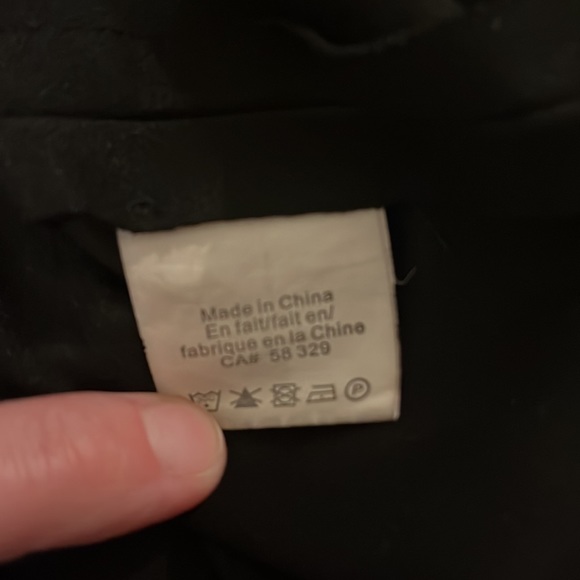 Made in China
En fait/fait en/
fabrique en la Chine
CA# 58 329
P